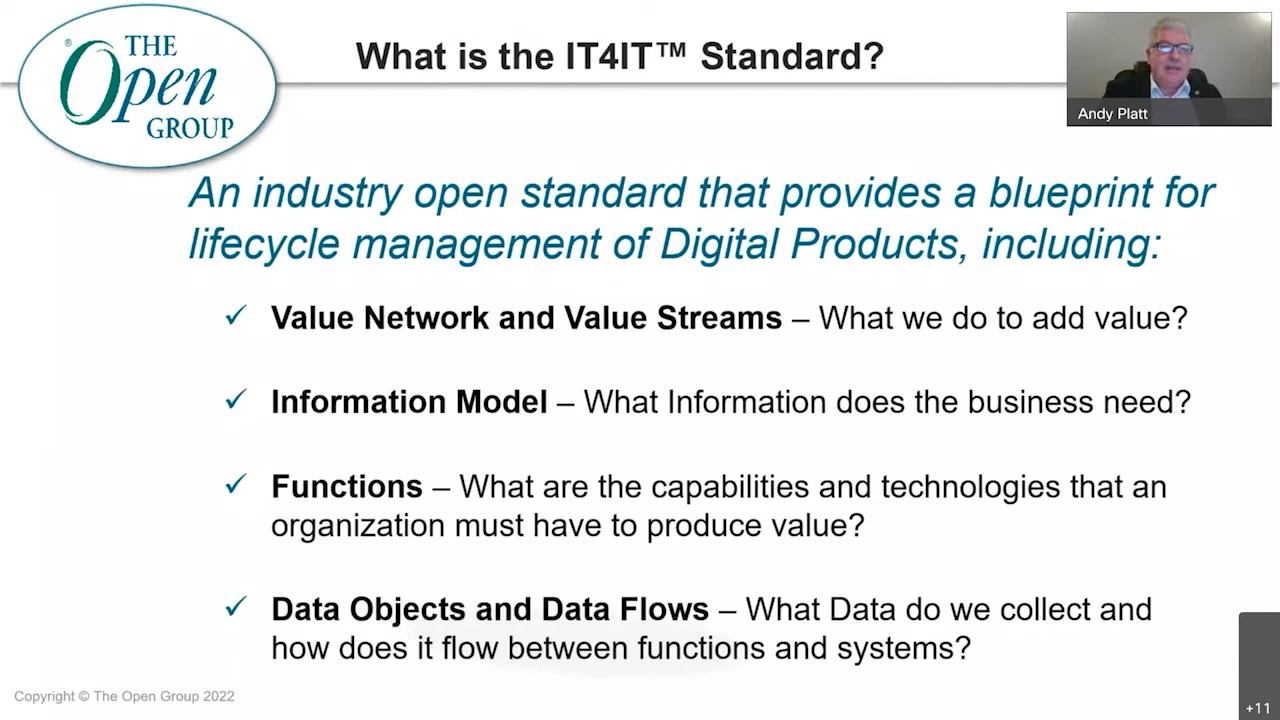 ® THE
Open
GROUP
What is the IT4IT™ Standard?
Andy Platt
An industry open standard that provides a blueprint for
lifecycle management of Digital Products, including:
✓ Value Network and Value Streams – What we do to add value?
✓ Information Model – What Information does the business need?
✓ Functions – What are the capabilities and technologies that an
organization must have to produce value?
✓ Data Objects and Data Flows – What Data do we collect and
how does it flow between functions and systems?
Copyright © The Open Group 2022
+11